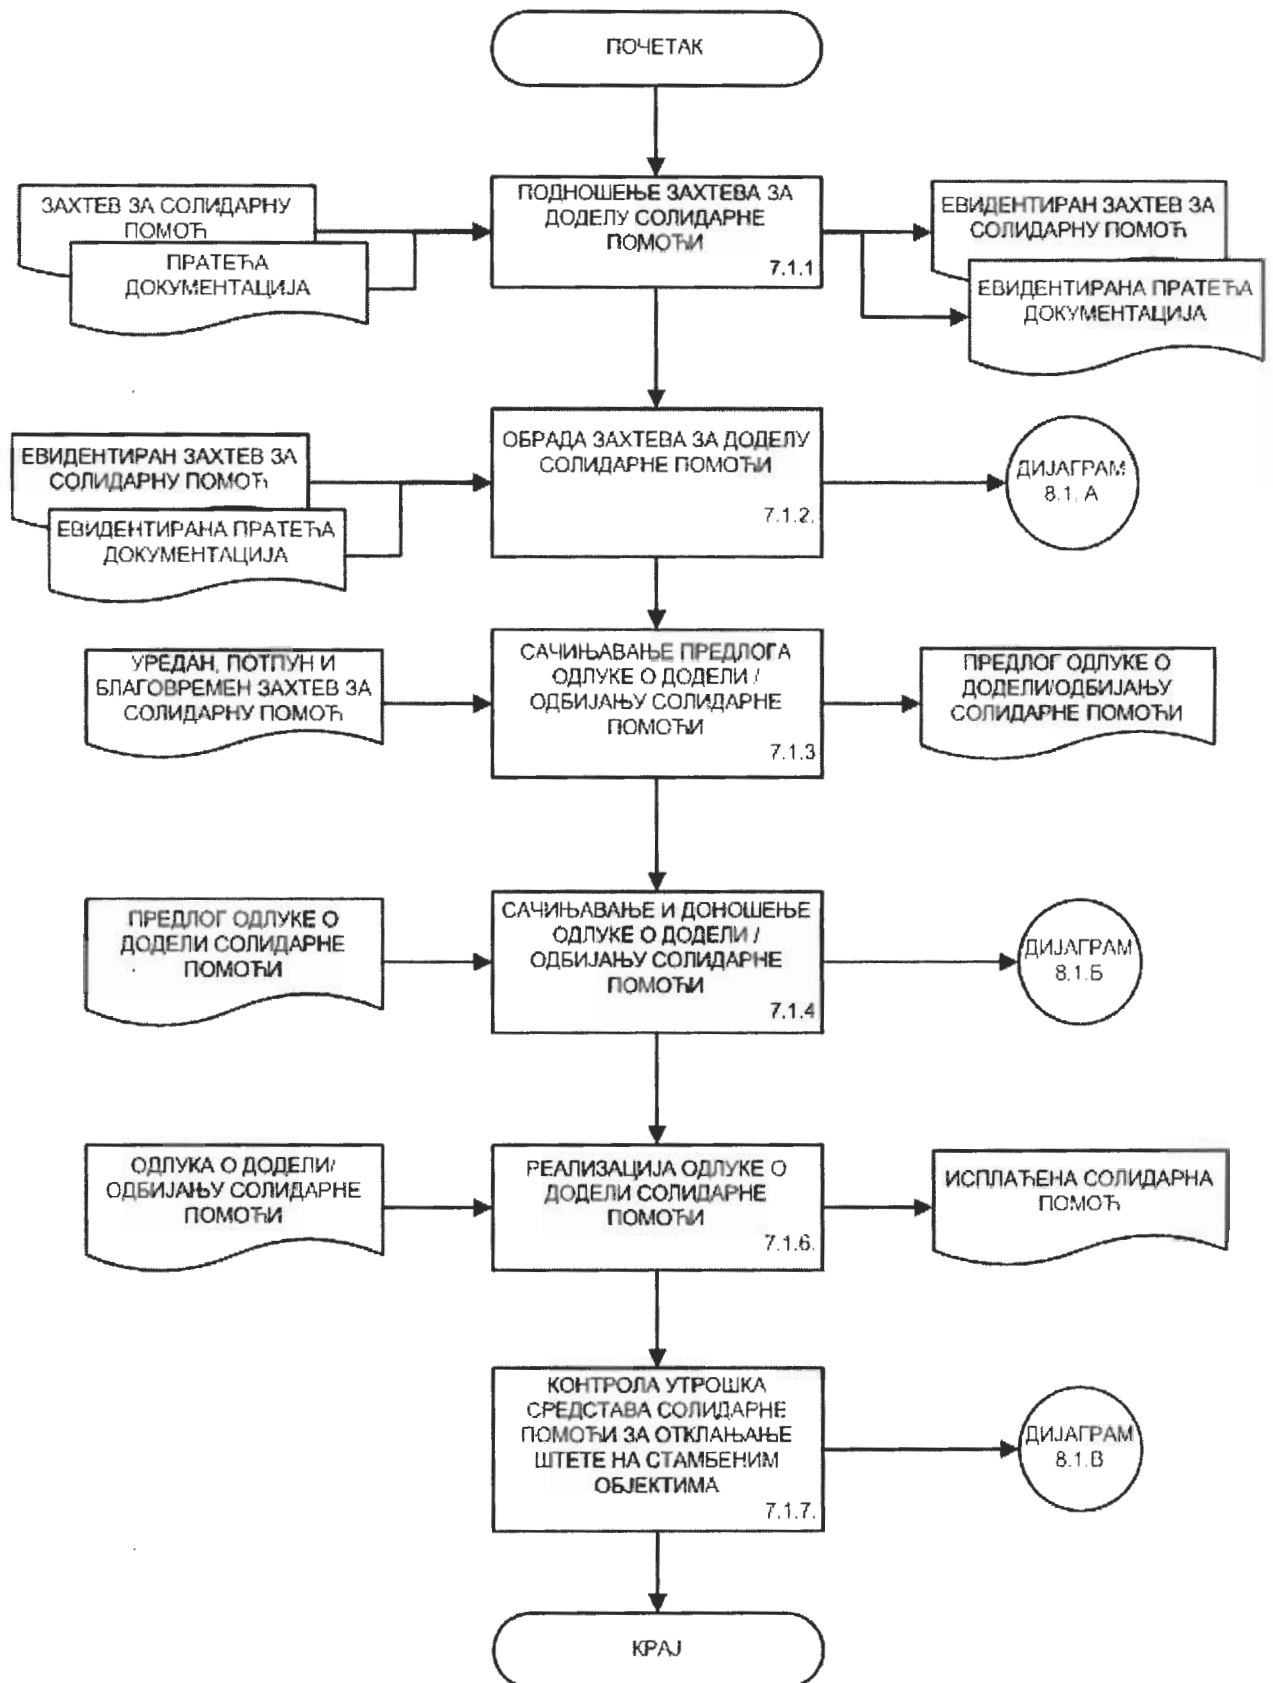 ПОЧЕТАК
ЗАХТЕВ ЗА СОЛИДАРНУ
ПОМОЋ
ПРАТЕЋА
ДОКУМЕНТАЦИЈА
ПОДНОШЕЊЕ ЗАХТЕВА ЗА
ДОДЕЛУ СОЛИДАРНЕ
ПОМОЋИ
7.1.1
ЕВИДЕНТИРАН ЗАХТЕВ ЗА
СОЛИДАРНУ ПОМОЋ
ЕВИДЕНТИРАНА ПРАТЕЋА
ДОКУМЕНТАЦИЈА
ЕВИДЕНТИРАН ЗАХТЕВ ЗА
СОЛИДАРНУ ПОМОЋ
ЕВИДЕНТИРАНА ПРАТЕЋА
ДОКУМЕНТАЦИЈА
ОБРАДА ЗАХТЕВА ЗА ДОДЕЛУ
СОЛИДАРНЕ ПОМОЋИ
7.1.2.
ДИЈАГРАМ
8.1. А
УРЕДАН, ПОТПУН И
БЛАГОВРЕМЕН ЗАХТЕВ ЗА
СОЛИДАРНУ ПОМОЋ
САЧИЊАВАЊЕ ПРЕДЛОГА
ОДЛУКЕ О ДОДЕЛИ /
ОДБИЈАЊУ СОЛИДАРНЕ
ПОМОЋИ
7.1.3
ПРЕДЛОГ ОДЛУКЕ О
ДОДЕЛИ/ОДБИЈАЊУ
СОЛИДАРНЕ ПОМОЋИ
ПРЕДЛОГ ОДЛУКЕ О
ДОДЕЛИ СОЛИДАРНЕ
ПОМОЋИ
САЧИЊАВАЊЕ И ДОНОШЕЊЕ
ОДЛУКЕ О ДОДЕЛИ /
ОДБИЈАЊУ СОЛИДАРНЕ
ПОМОЋИ
7.1.4
ДИЈАГРАМ
8.1.Б
ОДЛУКА О ДОДЕЛИ/
ОДБИЈАЊУ СОЛИДАРНЕ
ПОМОЋИ
РЕАЛИЗАЦИЈА ОДЛУКЕ О
ДОДЕЛИ СОЛИДАРНЕ
ПОМОЋИ
7.1.6.
ИСПЛАЋЕНА СОЛИДАРНА
ПОМОЋ
КОНТРОЛА УТРОШКА
СРЕДСТАВА СОЛИДАРНЕ
ПОМОЋИ ЗА ОТКЛАЊАЊЕ
ШТЕТЕ НА СТАМБЕНИМ
ОБЈЕКТИМА
7.1.7.
ДИЈАГРАМ
8.1.В
КРАЈ